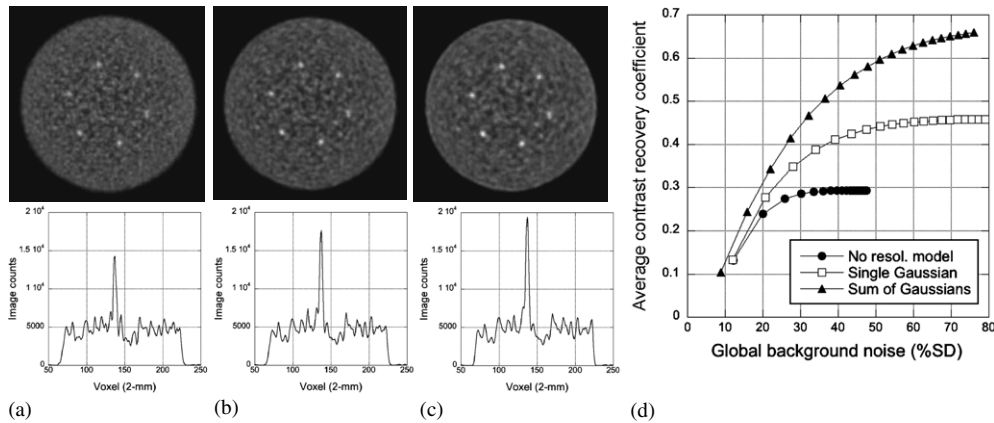 2 10⁴
1.5 10⁴
1 10⁴
5000
0
50 100 150 200 250
Image counts
Voxel (2-mm)
2 10⁴
1.5 10⁴
1 10⁴
5000
0
50 100 150 200 250
Image counts
Voxel (2-mm)
2 10⁴
1.5 10⁴
1 10⁴
5000
0
50 100 150 200 250
Image counts
Voxel (2-mm)
0.7
0.6
0.5
0.4
0.3
0.2
0.1
0 10 20 30 40 50 60 70 80
Average contrast recovery coefficient
Global background noise (%SD)
No resol. model
Single Gaussian
Sum of Gaussians
(a) (b) (c) (d)